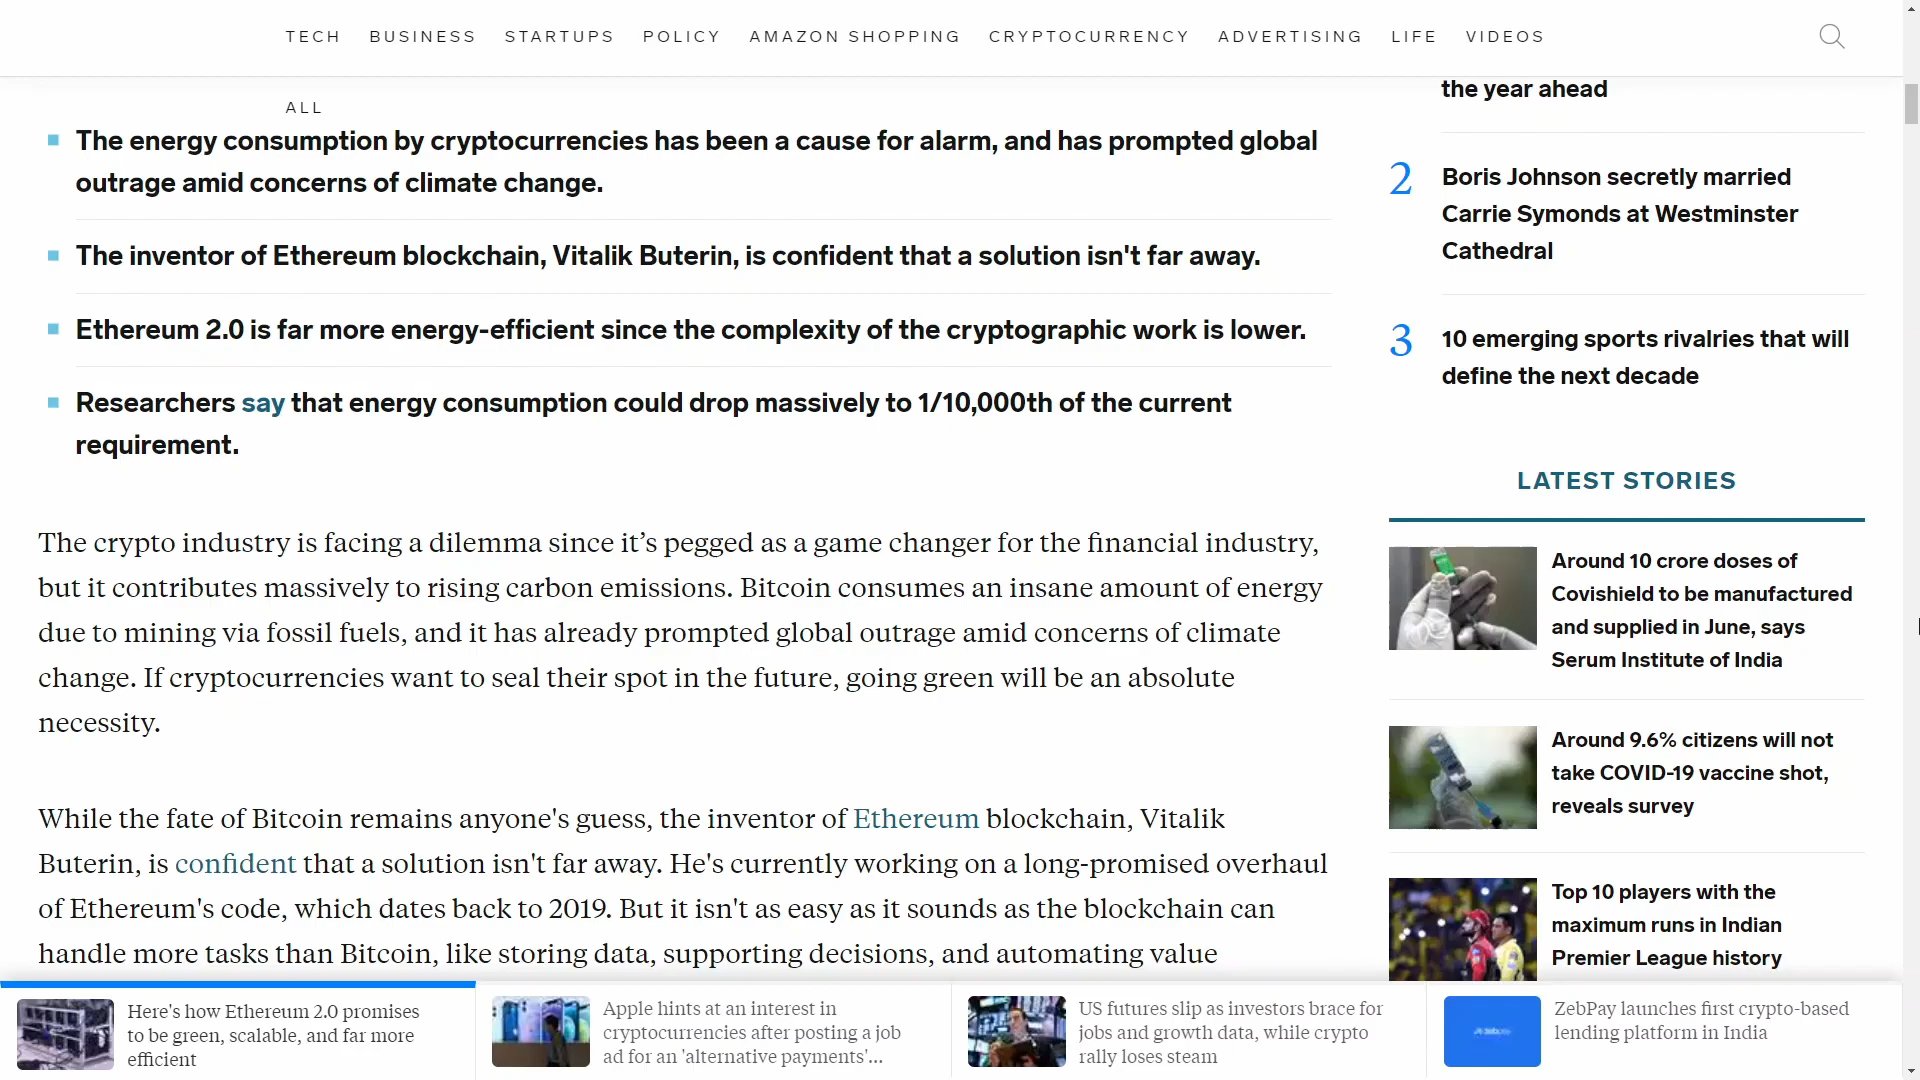 TECH BUSINESS STARTUPS POLICY AMAZON SHOPPING CRYPTOCURRENCY ADVERTISING LIFE VIDEOS
ALL
The energy consumption by cryptocurrencies has been a cause for alarm, and has prompted global
outrage amid concerns of climate change.
The inventor of Ethereum blockchain, Vitalik Buterin, is confident that a solution isn't far away.
Ethereum 2.0 is far more energy-efficient since the complexity of the cryptographic work is lower.
Researchers say that energy consumption could drop massively to 1/10,000th of the current
requirement.
The crypto industry is facing a dilemma since it’s pegged as a game changer for the financial industry,
but it contributes massively to rising carbon emissions. Bitcoin consumes an insane amount of energy
due to mining via fossil fuels, and it has already prompted global outrage amid concerns of climate
change. If cryptocurrencies want to seal their spot in the future, going green will be an absolute
necessity.
While the fate of Bitcoin remains anyone's guess, the inventor of Ethereum blockchain, Vitalik
Buterin, is confident that a solution isn't far away. He's currently working on a long-promised overhaul
of Ethereum's code, which dates back to 2019. But it isn't as easy as it sounds as the blockchain can
handle more tasks than Bitcoin, like storing data, supporting decisions, and automating value
the year ahead
2
Boris Johnson secretly married
Carrie Symonds at Westminster
Cathedral
3
10 emerging sports rivalries that will
define the next decade
LATEST STORIES
Around 10 crore doses of
Covishield to be manufactured
and supplied in June, says
Serum Institute of India
Around 9.6% citizens will not
take COVID-19 vaccine shot,
reveals survey
Top 10 players with the
maximum runs in Indian
Premier League history
Here's how Ethereum 2.0 promises
to be green, scalable, and far more
efficient
Apple hints at an interest in
cryptocurrencies after posting a job
ad for an 'alternative payments'...
US futures slip as investors brace for
jobs and growth data, while crypto
rally loses steam
ZebPay launches first crypto-based
lending platform in India